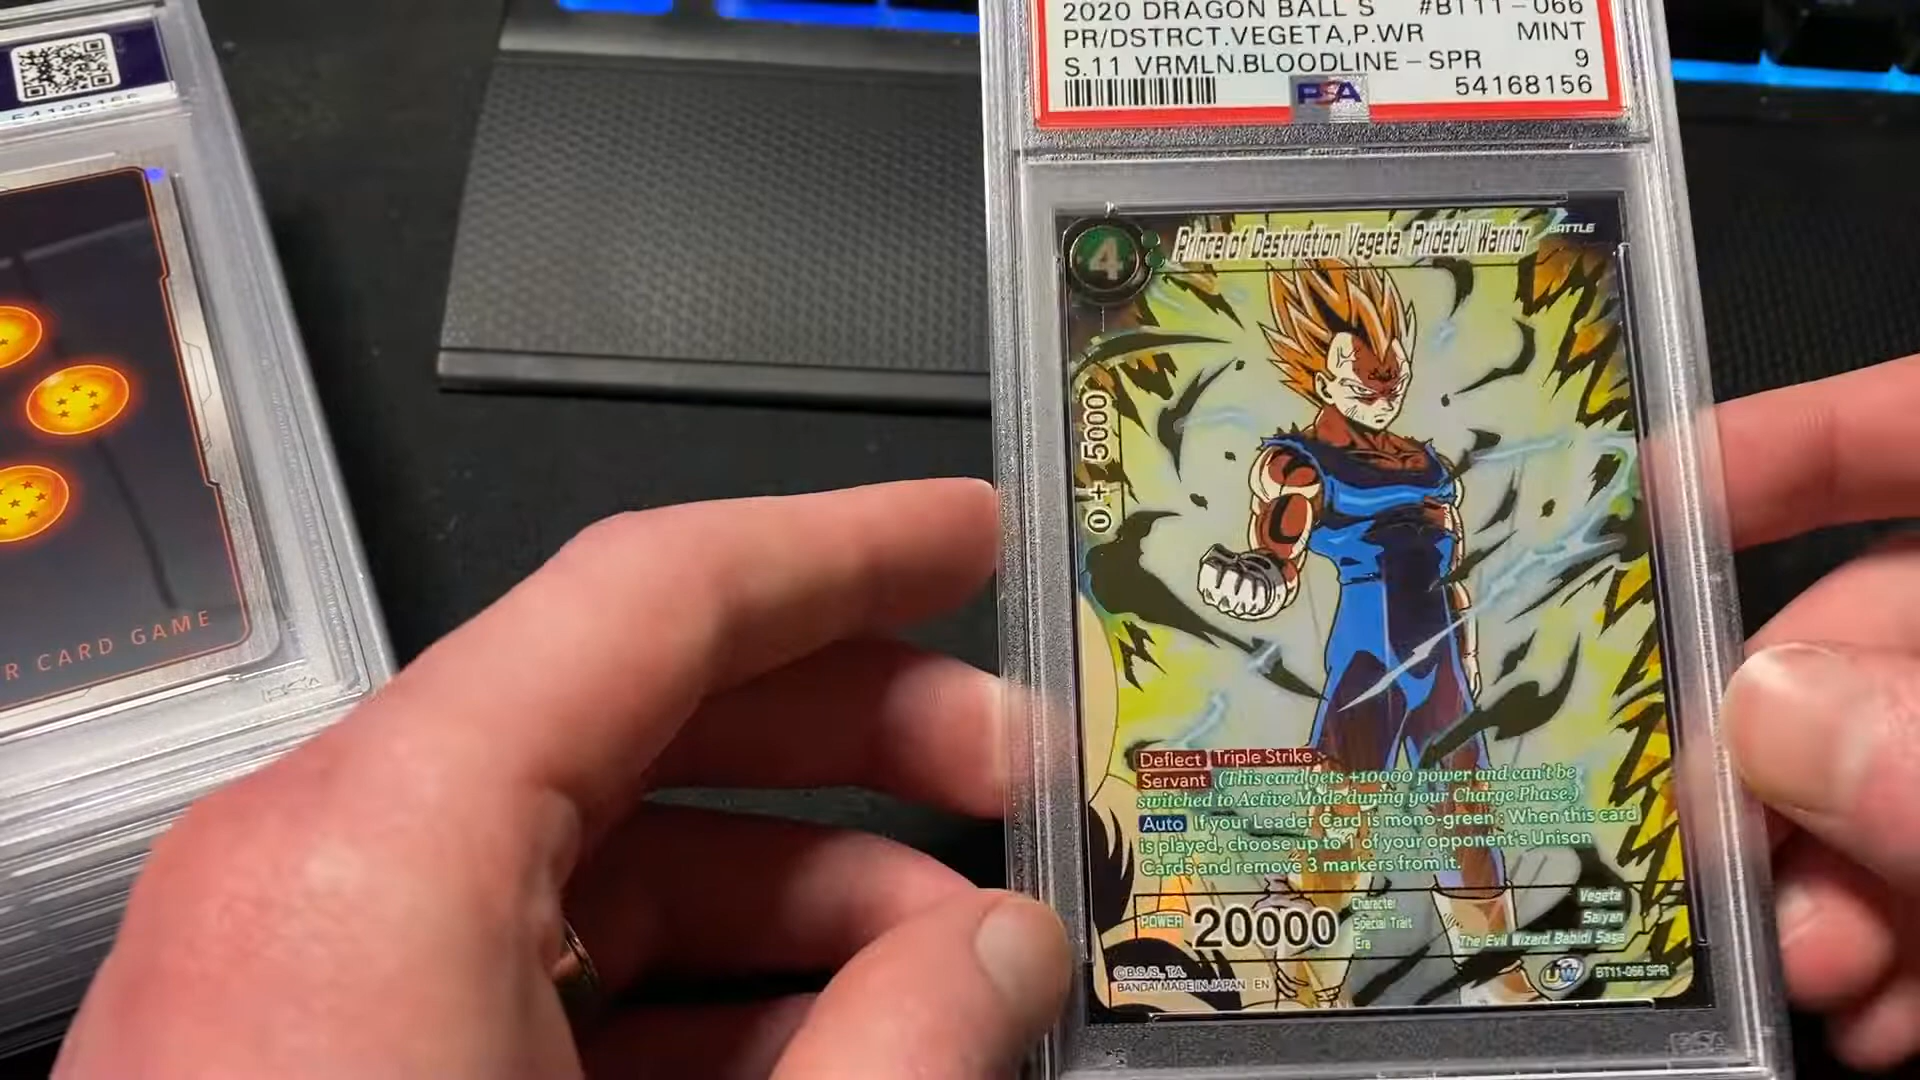 2020 DRAGON BALL S #BT11-066
PR/DSTRCT.VEGETA,P.WR MINT
S.11 VRMLN.BLOODLINE-SPR 9
PSA 54168156
4
Prince of Destruction Vegeta, Prideful Warrior
BATTLE
0 + 5000
Deflect Triple Strike
Servant (This card gets +10000 power and can't be
switched to Active Mode during your Charge Phase.)
Auto If your Leader Card is mono-green : When this card
is played, choose up to 1 of your opponent's Unison
Cards and remove 3 markers from it.
POWER 20000
Character Vegeta
Special Trait Saiyan
Era The Evil Wizard Babidi Saga
©B.S./S., T.A.
BANDAI MADE IN JAPAN EN
UW BT11-066 SPR
R CARD GAME
PSA